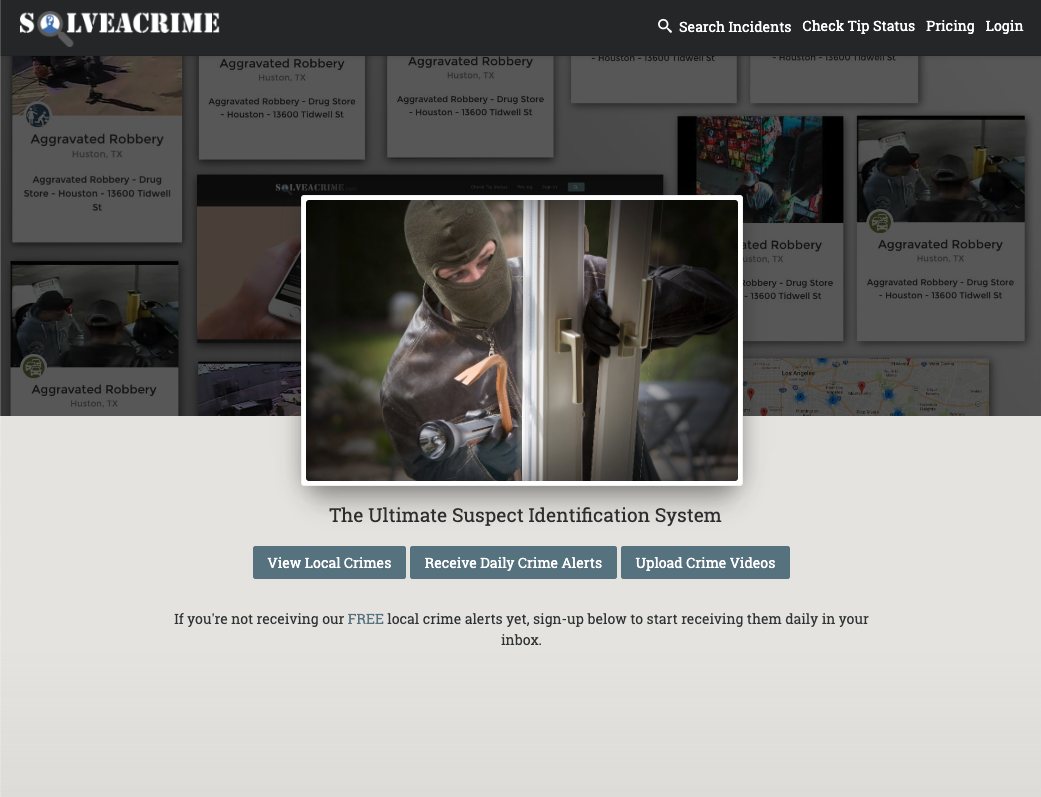 SOLVEACRIME
Search Incidents
Check Tip Status
Pricing
Login
Aggravated Robbery
Huston, TX
Aggravated Robbery - Drug
Store - Houston - 13600 Tidwell
St
Aggravated Robbery
Huston, TX
Aggravated Robbery - Drug Store
- Houston - 13600 Tidwell St
Aggravated Robbery
Huston, TX
Aggravated Robbery - Drug Store
- Houston - 13600 Tidwell St
- Houston - 13600 Tidwell St
- Houston - 13600 Tidwell St
SOLVEACRIME
ated Robbery
uston, TX
obbery - Drug Store
- 13600 Tidwell St
Aggravated Robbery
Huston, TX
Aggravated Robbery - Drug Store
- Houston - 13600 Tidwell St
Aggravated Robbery
Huston, TX
Los Angeles
The Ultimate Suspect Identification System
View Local Crimes
Receive Daily Crime Alerts
Upload Crime Videos
If you're not receiving our FREE local crime alerts yet, sign-up below to start receiving them daily in your
inbox.